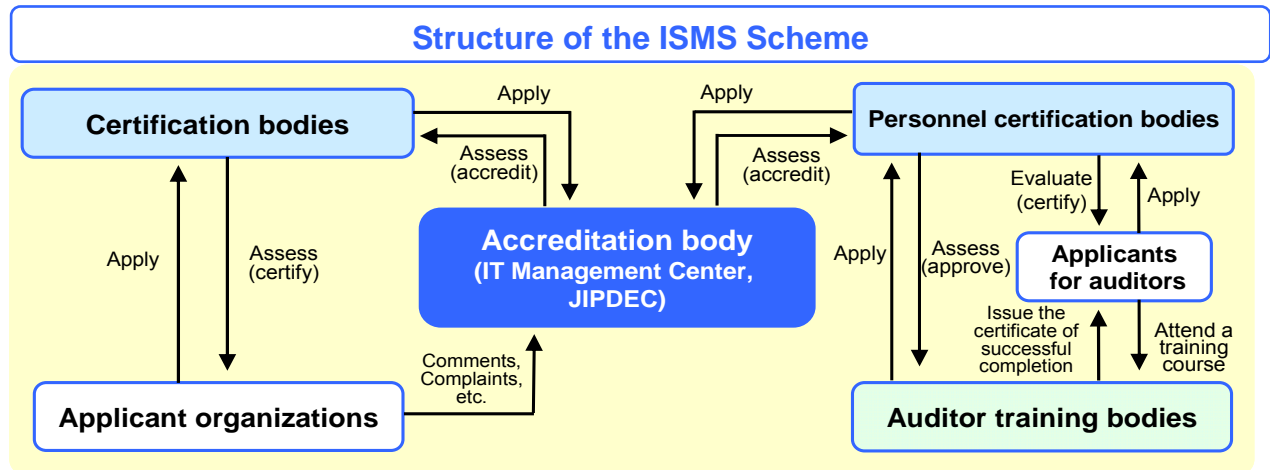 Structure of the ISMS Scheme
Certification bodies
Apply
Assess
(accredit)
Apply
Assess
(accredit)
Personnel certification bodies
Accreditation body
(IT Management Center,
JIPDEC)
Apply
Assess
(certify)
Apply
Assess
(approve)
Evaluate
(certify)
Apply
Applicants
for auditors
Comments,
Complaints,
etc.
Issue the
certificate of
successful
completion
Attend a
training
course
Applicant organizations
Auditor training bodies